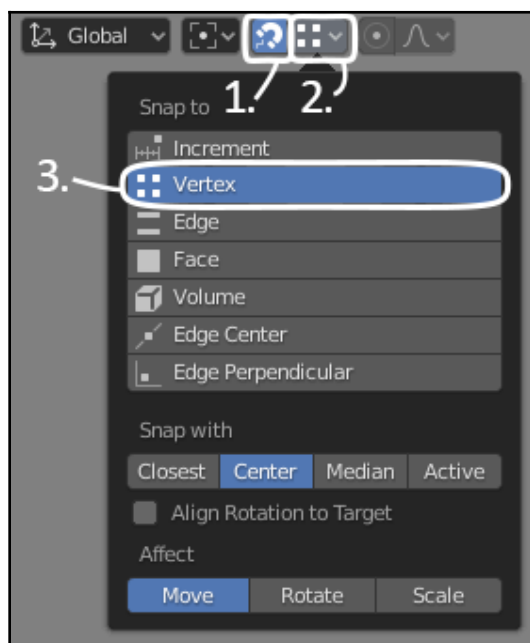 Global
1. 2.
Snap to
Increment
3. Vertex
Edge
Face
Volume
Edge Center
Edge Perpendicular
Snap with
Closest Center Median Active
Align Rotation to Target
Affect
Move Rotate Scale